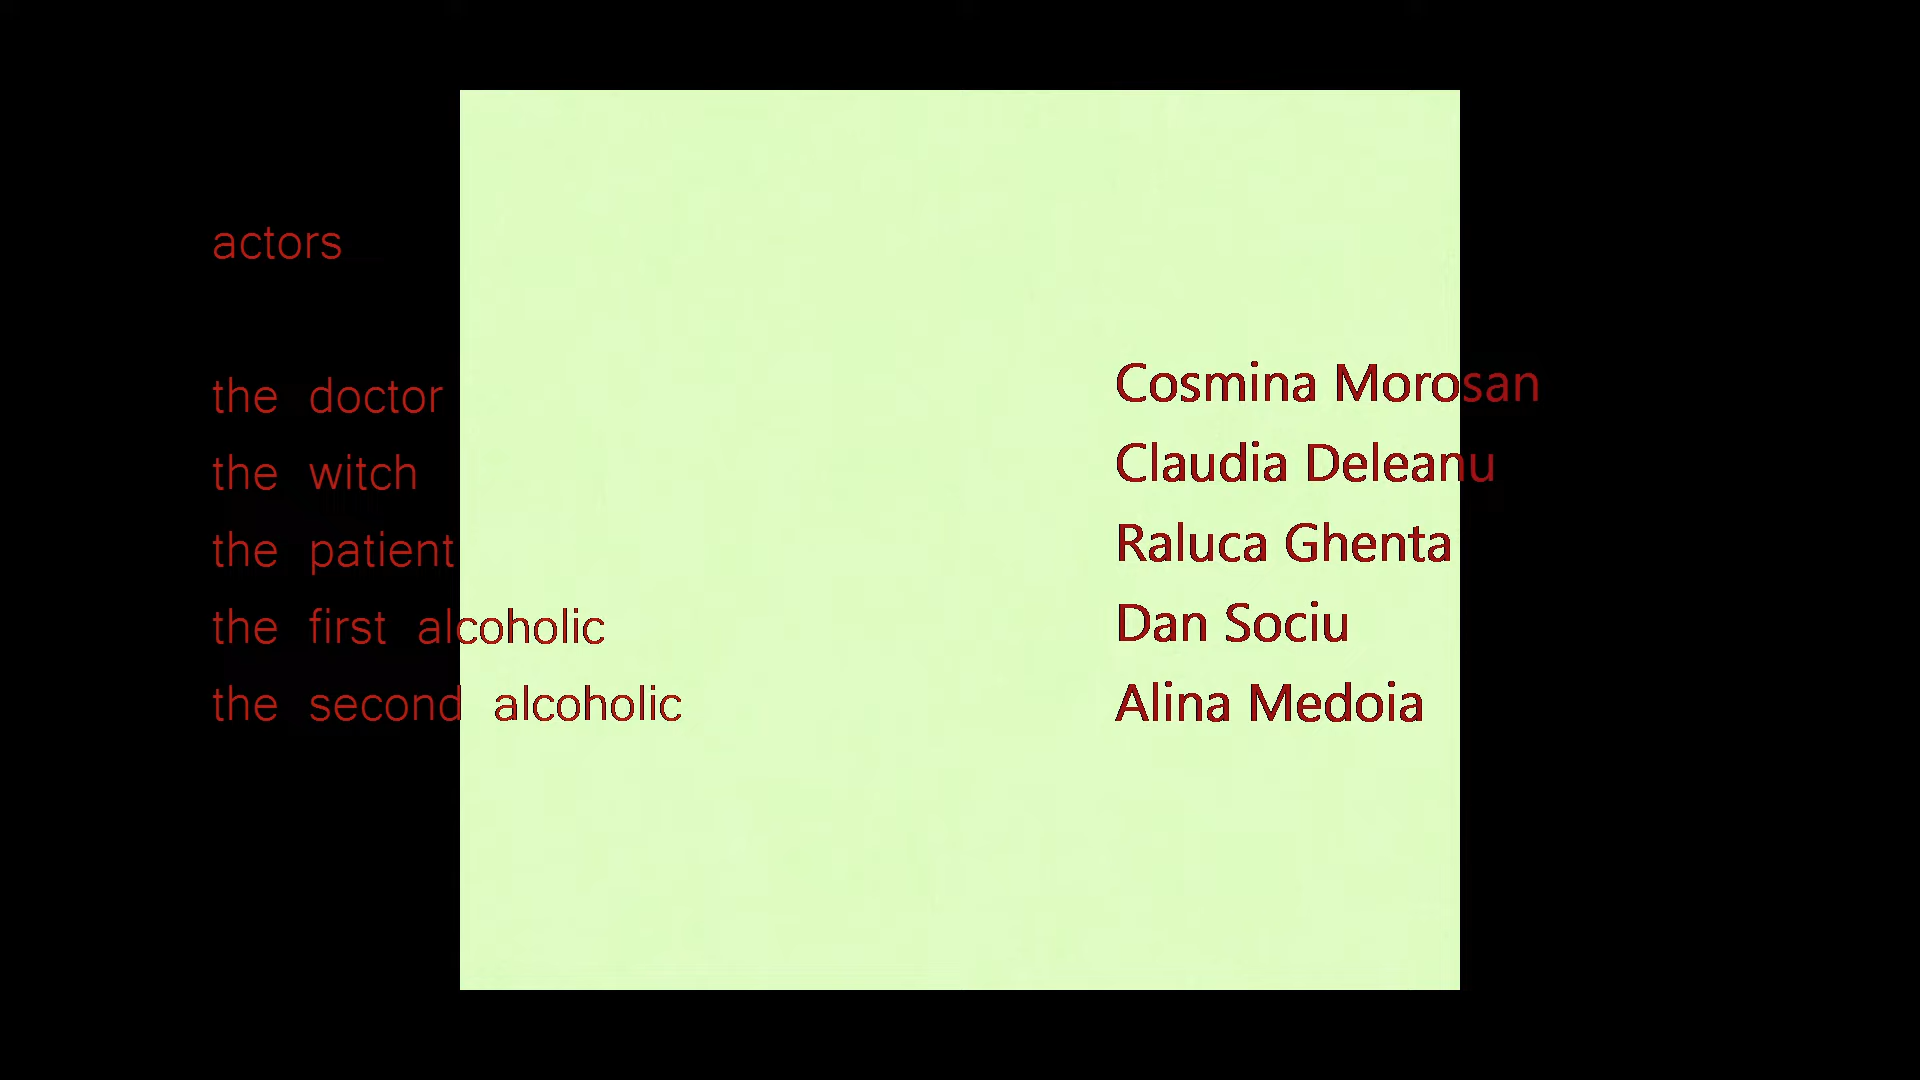 actors
the doctor Cosmina Morosan
the witch Claudia Deleanu
the patient Raluca Ghenta
the first alcoholic Dan Sociu
the second alcoholic Alina Medoia